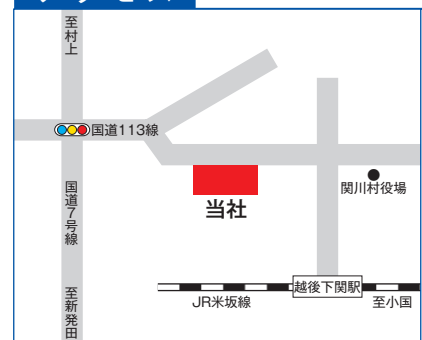 至村上
国道113線
国道7号線
関川村役場
当社
越後下関駅
JR米坂線
至小国
至新発田